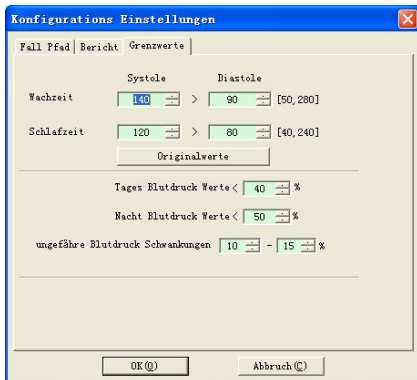 Konfigurations Einstellungen
Fall Pfad Bericht Grenzwerte
Systole Diastole
Wachzeit 140 > 90 [50,280]
Schlafzeit 120 > 80 [40,240]
Originalwerte
Tages Blutdruck Werte < 40 %
Nacht Blutdruck Werte < 50 %
ungefähre Blutdruck Schwankungen 10 - 15 %
OK(O) Abbruch(C)